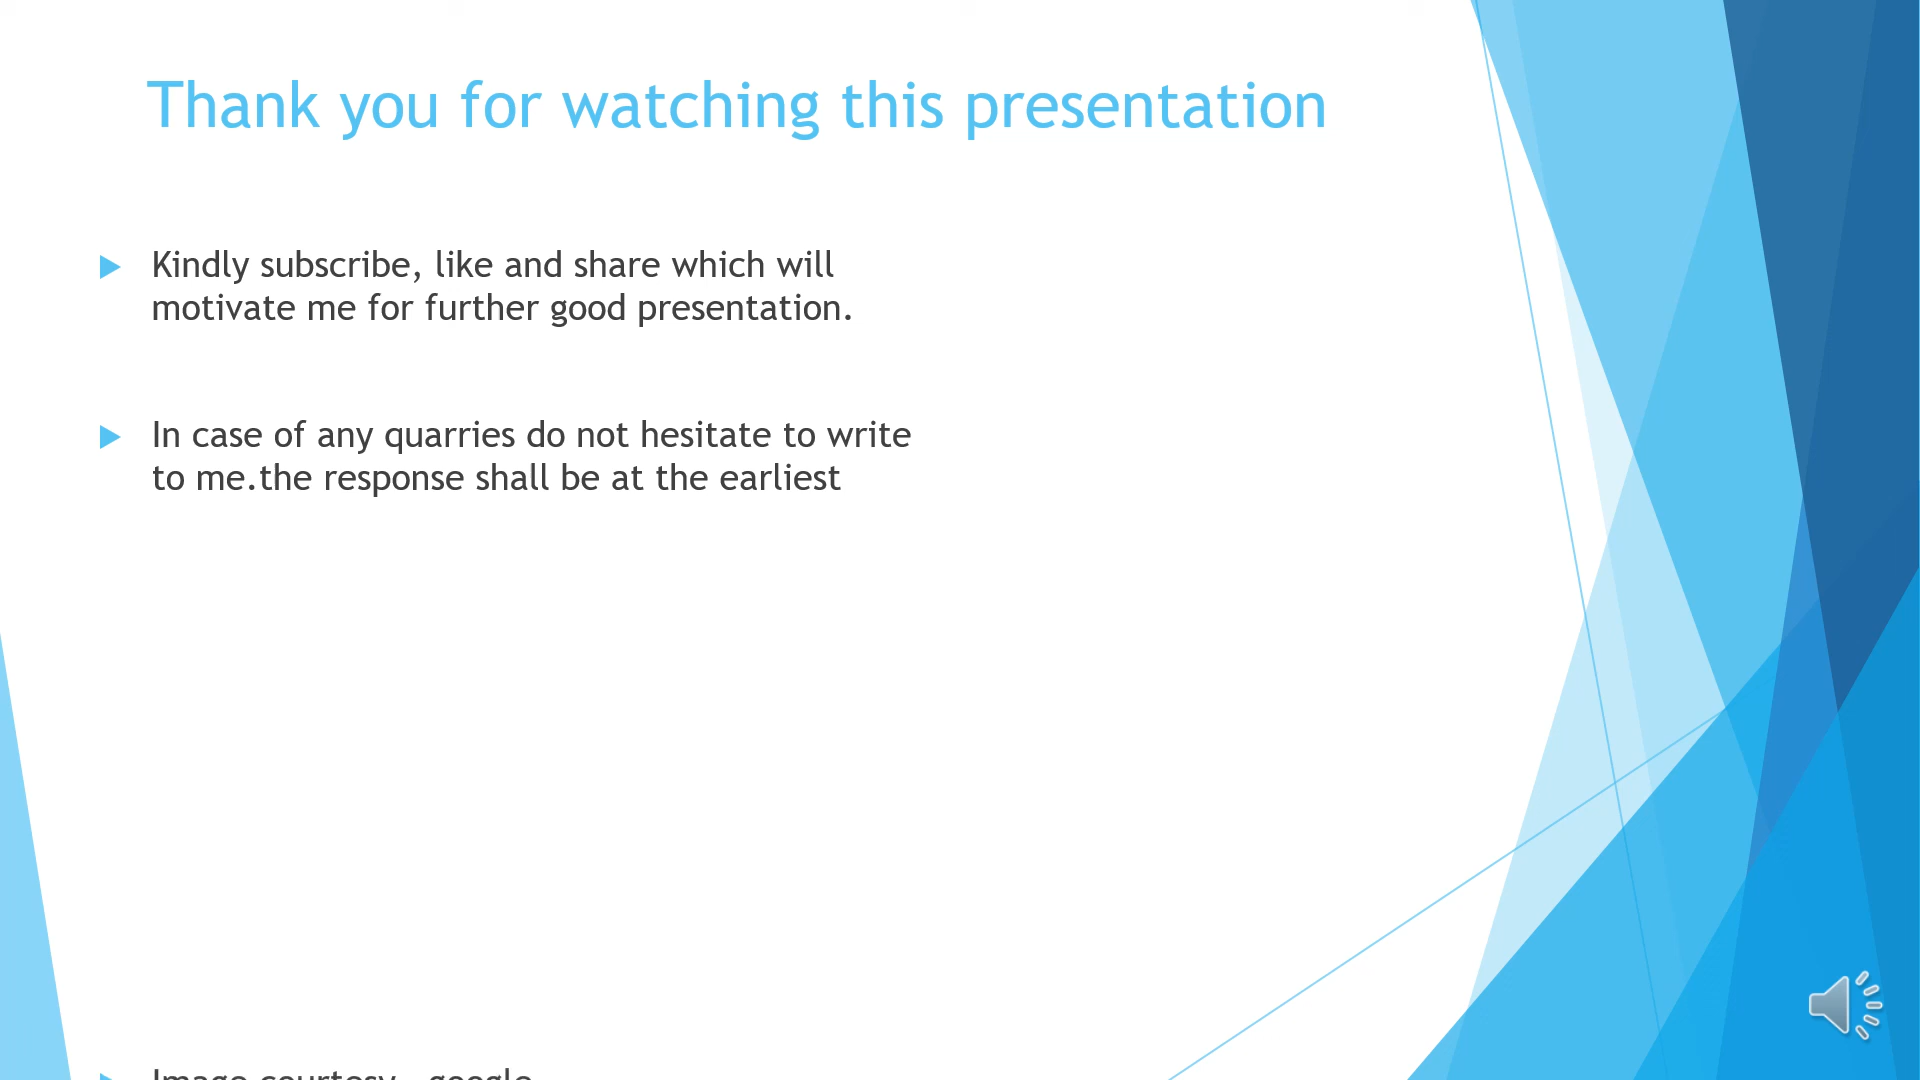 Thank you for watching this presentation
Kindly subscribe, like and share which will
motivate me for further good presentation.
In case of any quarries do not hesitate to write
to me.the response shall be at the earliest
Image courtesy - google